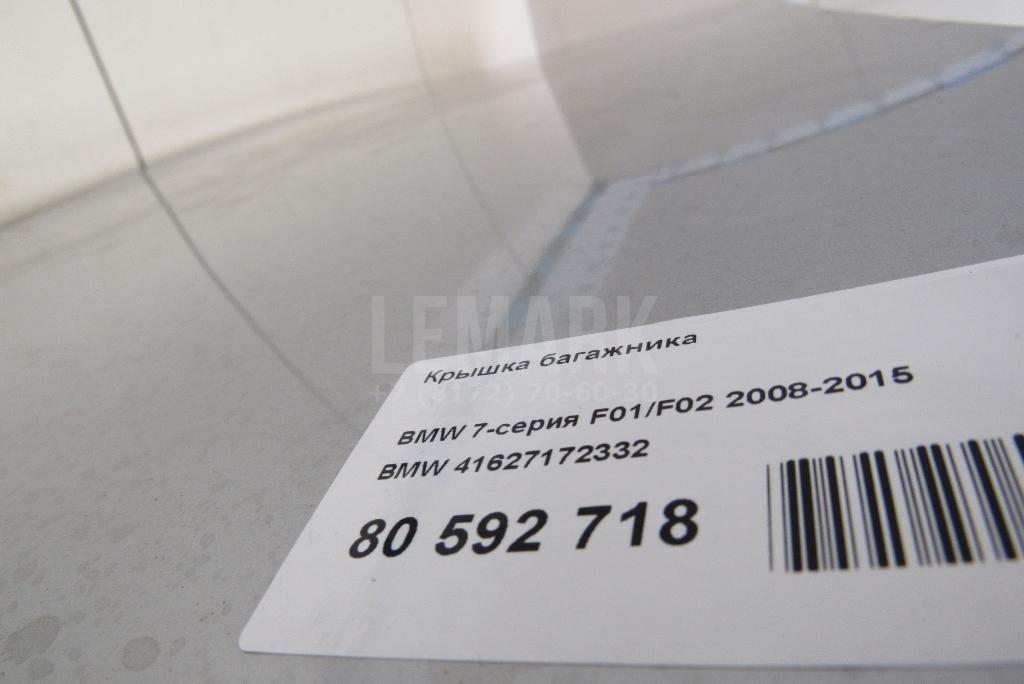 LEMARK
+7 (3172) 70-60-30
Крышка багажника
BMW 7-серия F01/F02 2008-2015
BMW 41627172332
80 592 718